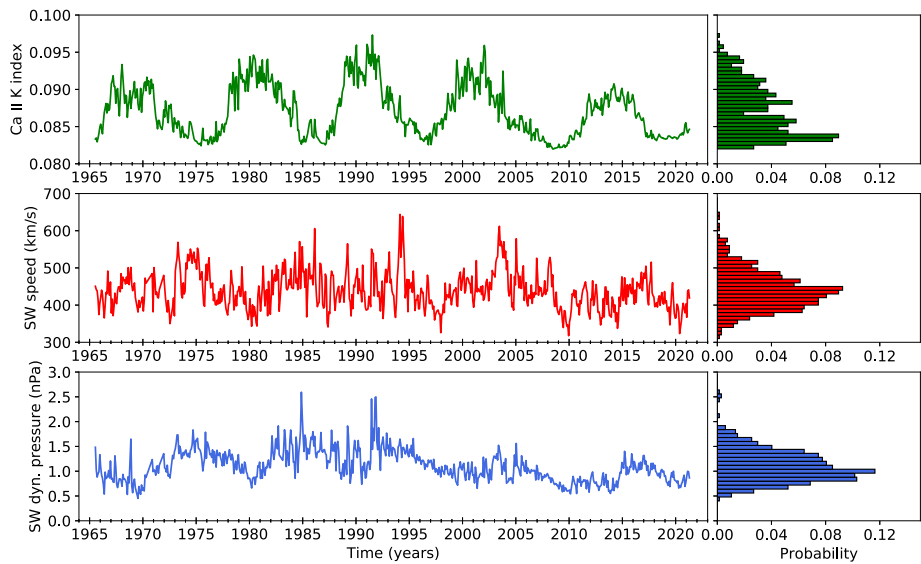 Ca II K index
0.100
0.095
0.090
0.085
0.080
1965 1970 1975 1980 1985 1990 1995 2000 2005 2010 2015 2020
0.00 0.04 0.08 0.12
SW speed (km/s)
700
600
500
400
300
1965 1970 1975 1980 1985 1990 1995 2000 2005 2010 2015 2020
0.00 0.04 0.08 0.12
SW dyn. pressure (nPa)
3.0
2.5
2.0
1.5
1.0
0.5
0.0
1965 1970 1975 1980 1985 1990 1995 2000 2005 2010 2015 2020
0.00 0.04 0.08 0.12
Time (years)
Probability